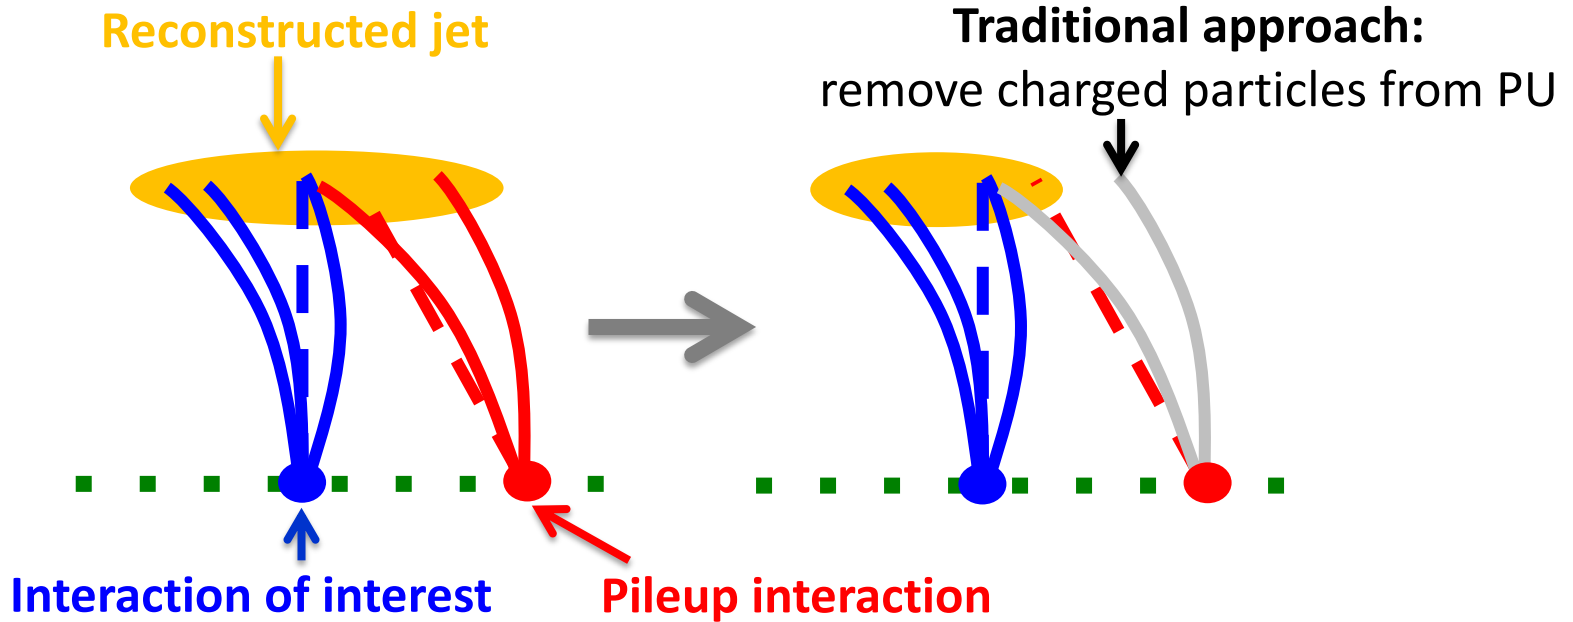 Reconstructed jet
Traditional approach:
remove charged particles from PU
Interaction of interest
Pileup interaction